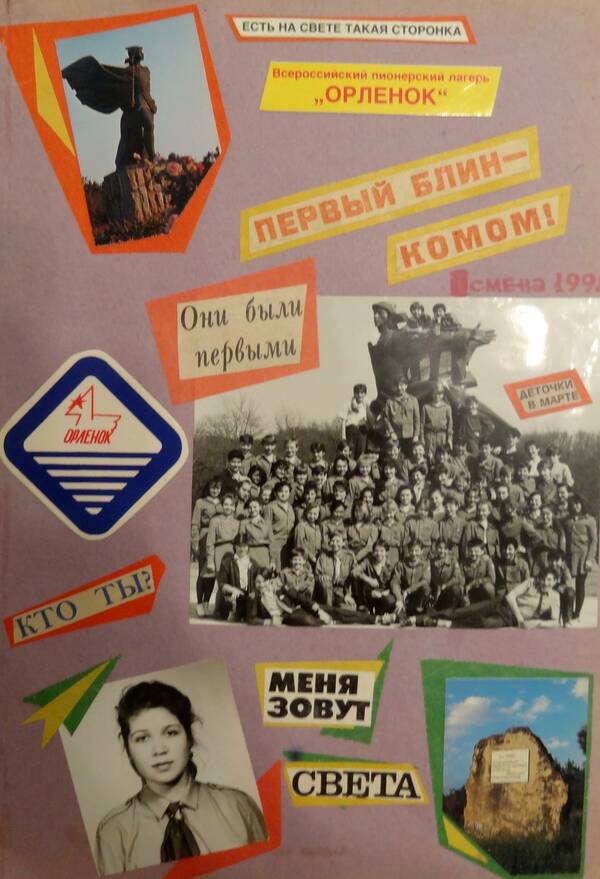 ЕСТЬ НА СВЕТЕ ТАКАЯ СТОРОНКА
Всероссийский пионерский лагерь
„ОРЛЕНОК“
ПЕРВЫЙ БЛИН—
КОМОМ!
смена 199
Они были
первыми
ДЕТОЧКИ
В МАРТЕ
ОРЛЕНОК
КТО ТЫ?
МЕНЯ
ЗОВУТ
СВЕТА